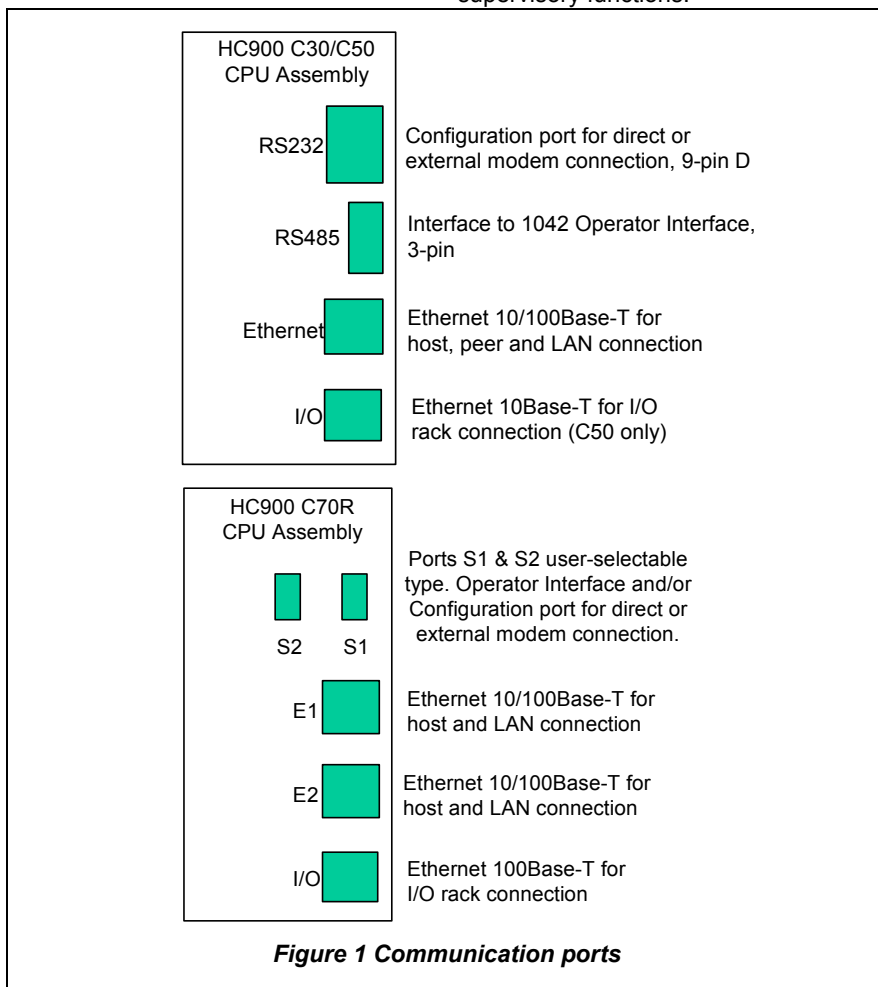 supervisory functions.
HC900 C30/C50
CPU Assembly
RS232
Configuration port for direct or
external modem connection, 9-pin D
RS485
Interface to 1042 Operator Interface,
3-pin
Ethernet
Ethernet 10/100Base-T for
host, peer and LAN connection
I/O
Ethernet 10Base-T for I/O
rack connection (C50 only)
HC900 C70R
CPU Assembly
Ports S1 & S2 user-selectable
type. Operator Interface and/or
Configuration port for direct or
external modem connection.
S2 S1
E1
Ethernet 10/100Base-T for
host and LAN connection
E2
Ethernet 10/100Base-T for
host and LAN connection
I/O
Ethernet 100Base-T for
I/O rack connection
Figure 1 Communication ports